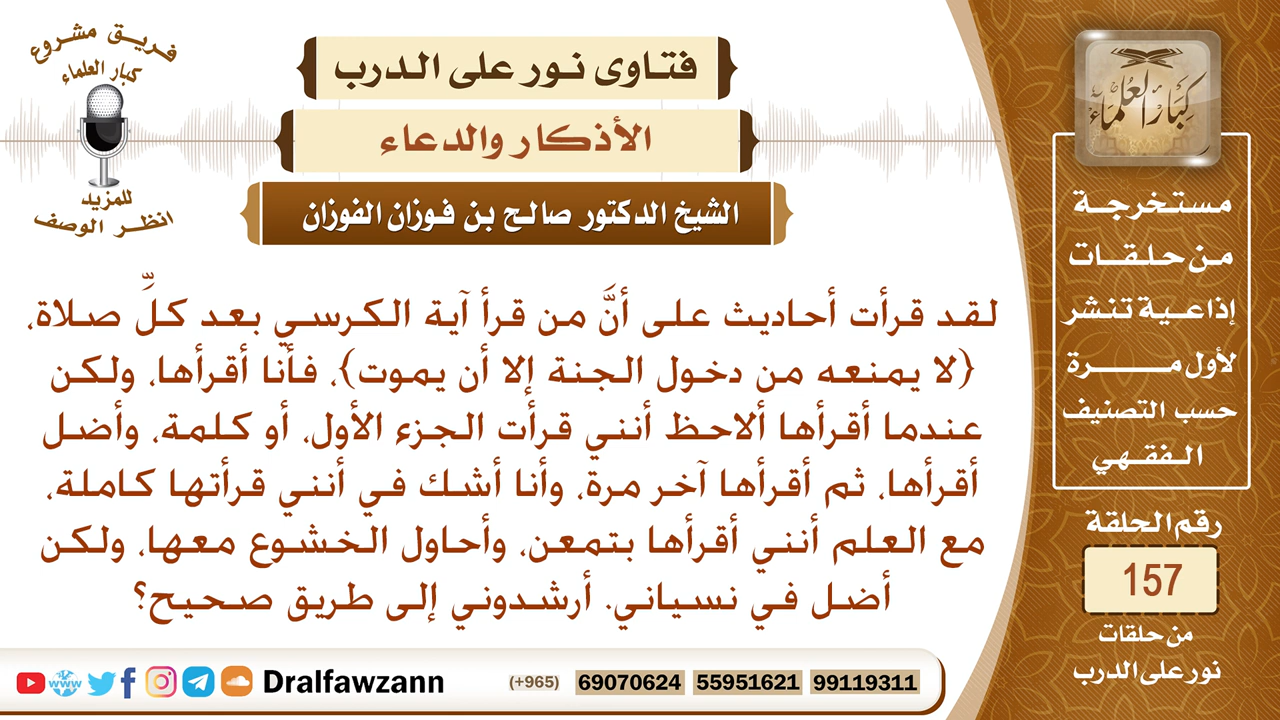 فريق مشروع
كبار العلماء
للمزيد
انظر الوصف
فتاوى نور على الدرب
الأذكار والدعاء
الشيخ الدكتور صالح بن فوزان الفوزان
لقد قرأت أحاديث على أنَّ من قرأ آية الكرسي بعد كلِّ صلاة،
(لا يمنعه من دخول الجنة إلا أن يموت)، فأنا أقرأها، ولكن
عندما أقرأها ألاحظ أنني قرأت الجزء الأول، أو كلمة، وأضل
أقرأها، ثم أقرأها آخر مرة، وأنا أشك في أنني قرأتها كاملة،
مع العلم أنني أقرأها بتمعن، وأحاول الخشوع معها، ولكن
أضل في نسياني. أرشدوني إلى طريق صحيح؟
كبار العلماء
مستخرجة
من حلقات
إذاعية تنشر
لأول مرة
حسب التصنيف
الفقهي
رقم الحلقة
157
من حلقات
نور على الدرب
www Dralfawzann (+965) 69070624 55951621 99119311